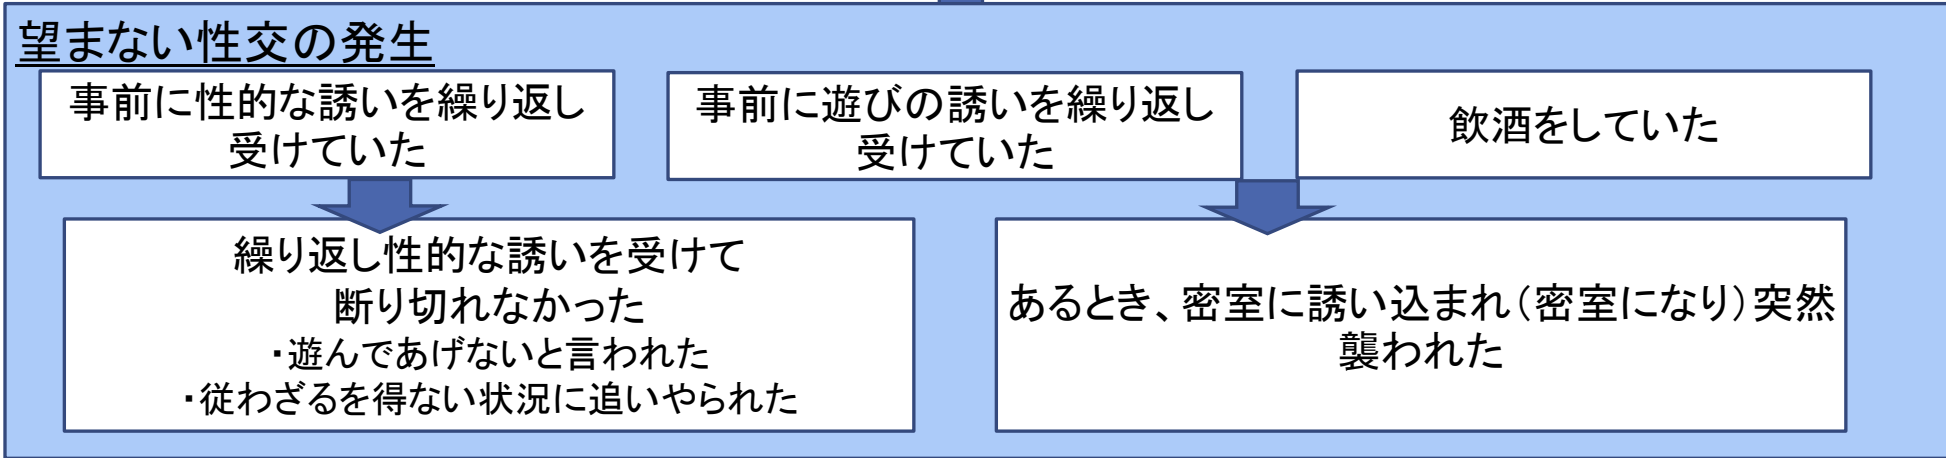 望まない性交の発生
事前に性的な誘いを繰り返し
受けていた
事前に遊びの誘いを繰り返し
受けていた
飲酒をしていた
繰り返し性的な誘いを受けて
断り切れなかった
・遊んであげないと言われた
・従わざるを得ない状況に追いやられた
あるとき、密室に誘い込まれ（密室になり）突然
襲われた